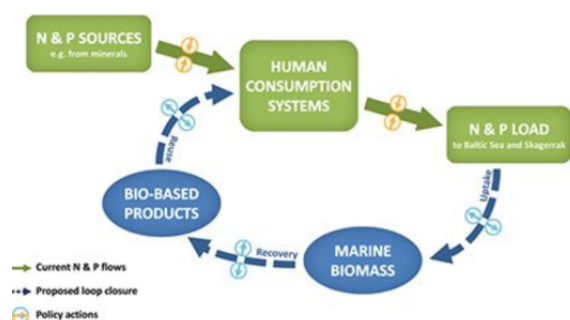 N & P SOURCES
e.g. from minerals
HUMAN
CONSUMPTION
SYSTEMS
N & P LOAD
to Baltic Sea and Skagerrak
Uptake
MARINE
BIOMASS
Recovery
BIO-BASED
PRODUCTS
Reuse
Current N & P flows
Proposed loop closure
Policy actions